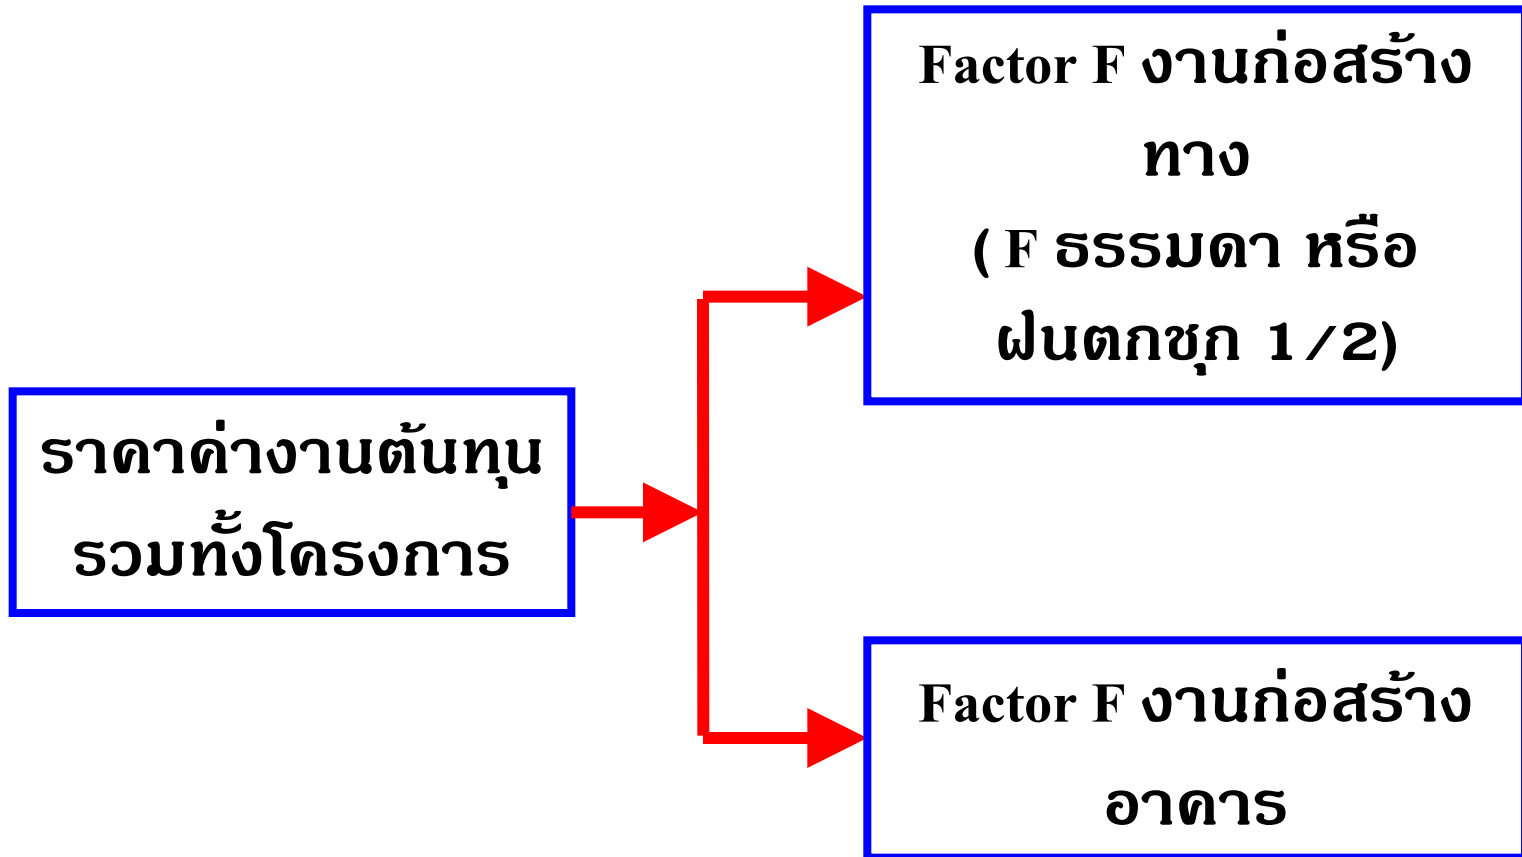 Factor F งานก่อสร้าง
ทาง
( F ธรรมดา หรือ
ฝนตกชุก 1/2)
ราคาค่างานต้นทุน
รวมทั้งโครงการ
Factor F งานก่อสร้าง
อาคาร